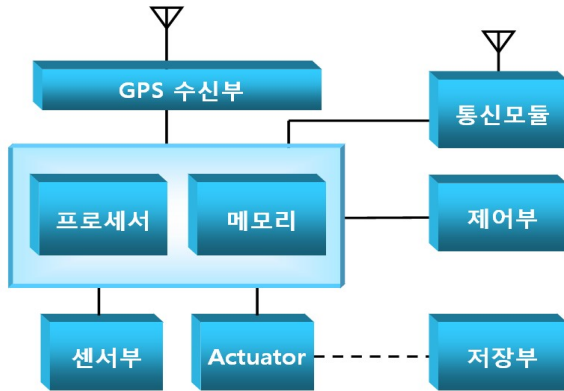 GPS 수신부
통신모듈
프로세서
메모리
제어부
센서부
Actuator
저장부